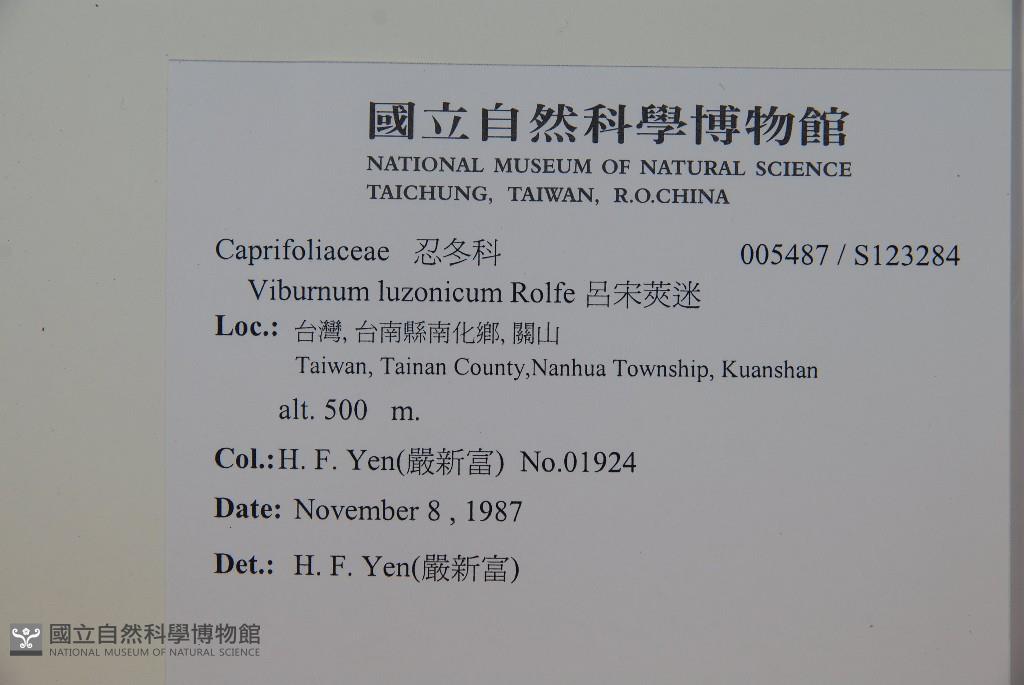 國立自然科學博物館
NATIONAL MUSEUM OF NATURAL SCIENCE
TAICHUNG, TAIWAN, R.O.CHINA
Caprifoliaceae 忍冬科 005487 / S123284
Viburnum luzonicum Rolfe 呂宋莢迷
Loc.: 台灣, 台南縣南化鄉, 關山
Taiwan, Tainan County,Nanhua Township, Kuanshan
alt. 500 m.
Col.: H. F. Yen(嚴新富) No.01924
Date: November 8 , 1987
Det.: H. F. Yen(嚴新富)
國立自然科學博物館
NATIONAL MUSEUM OF NATURAL SCIENCE